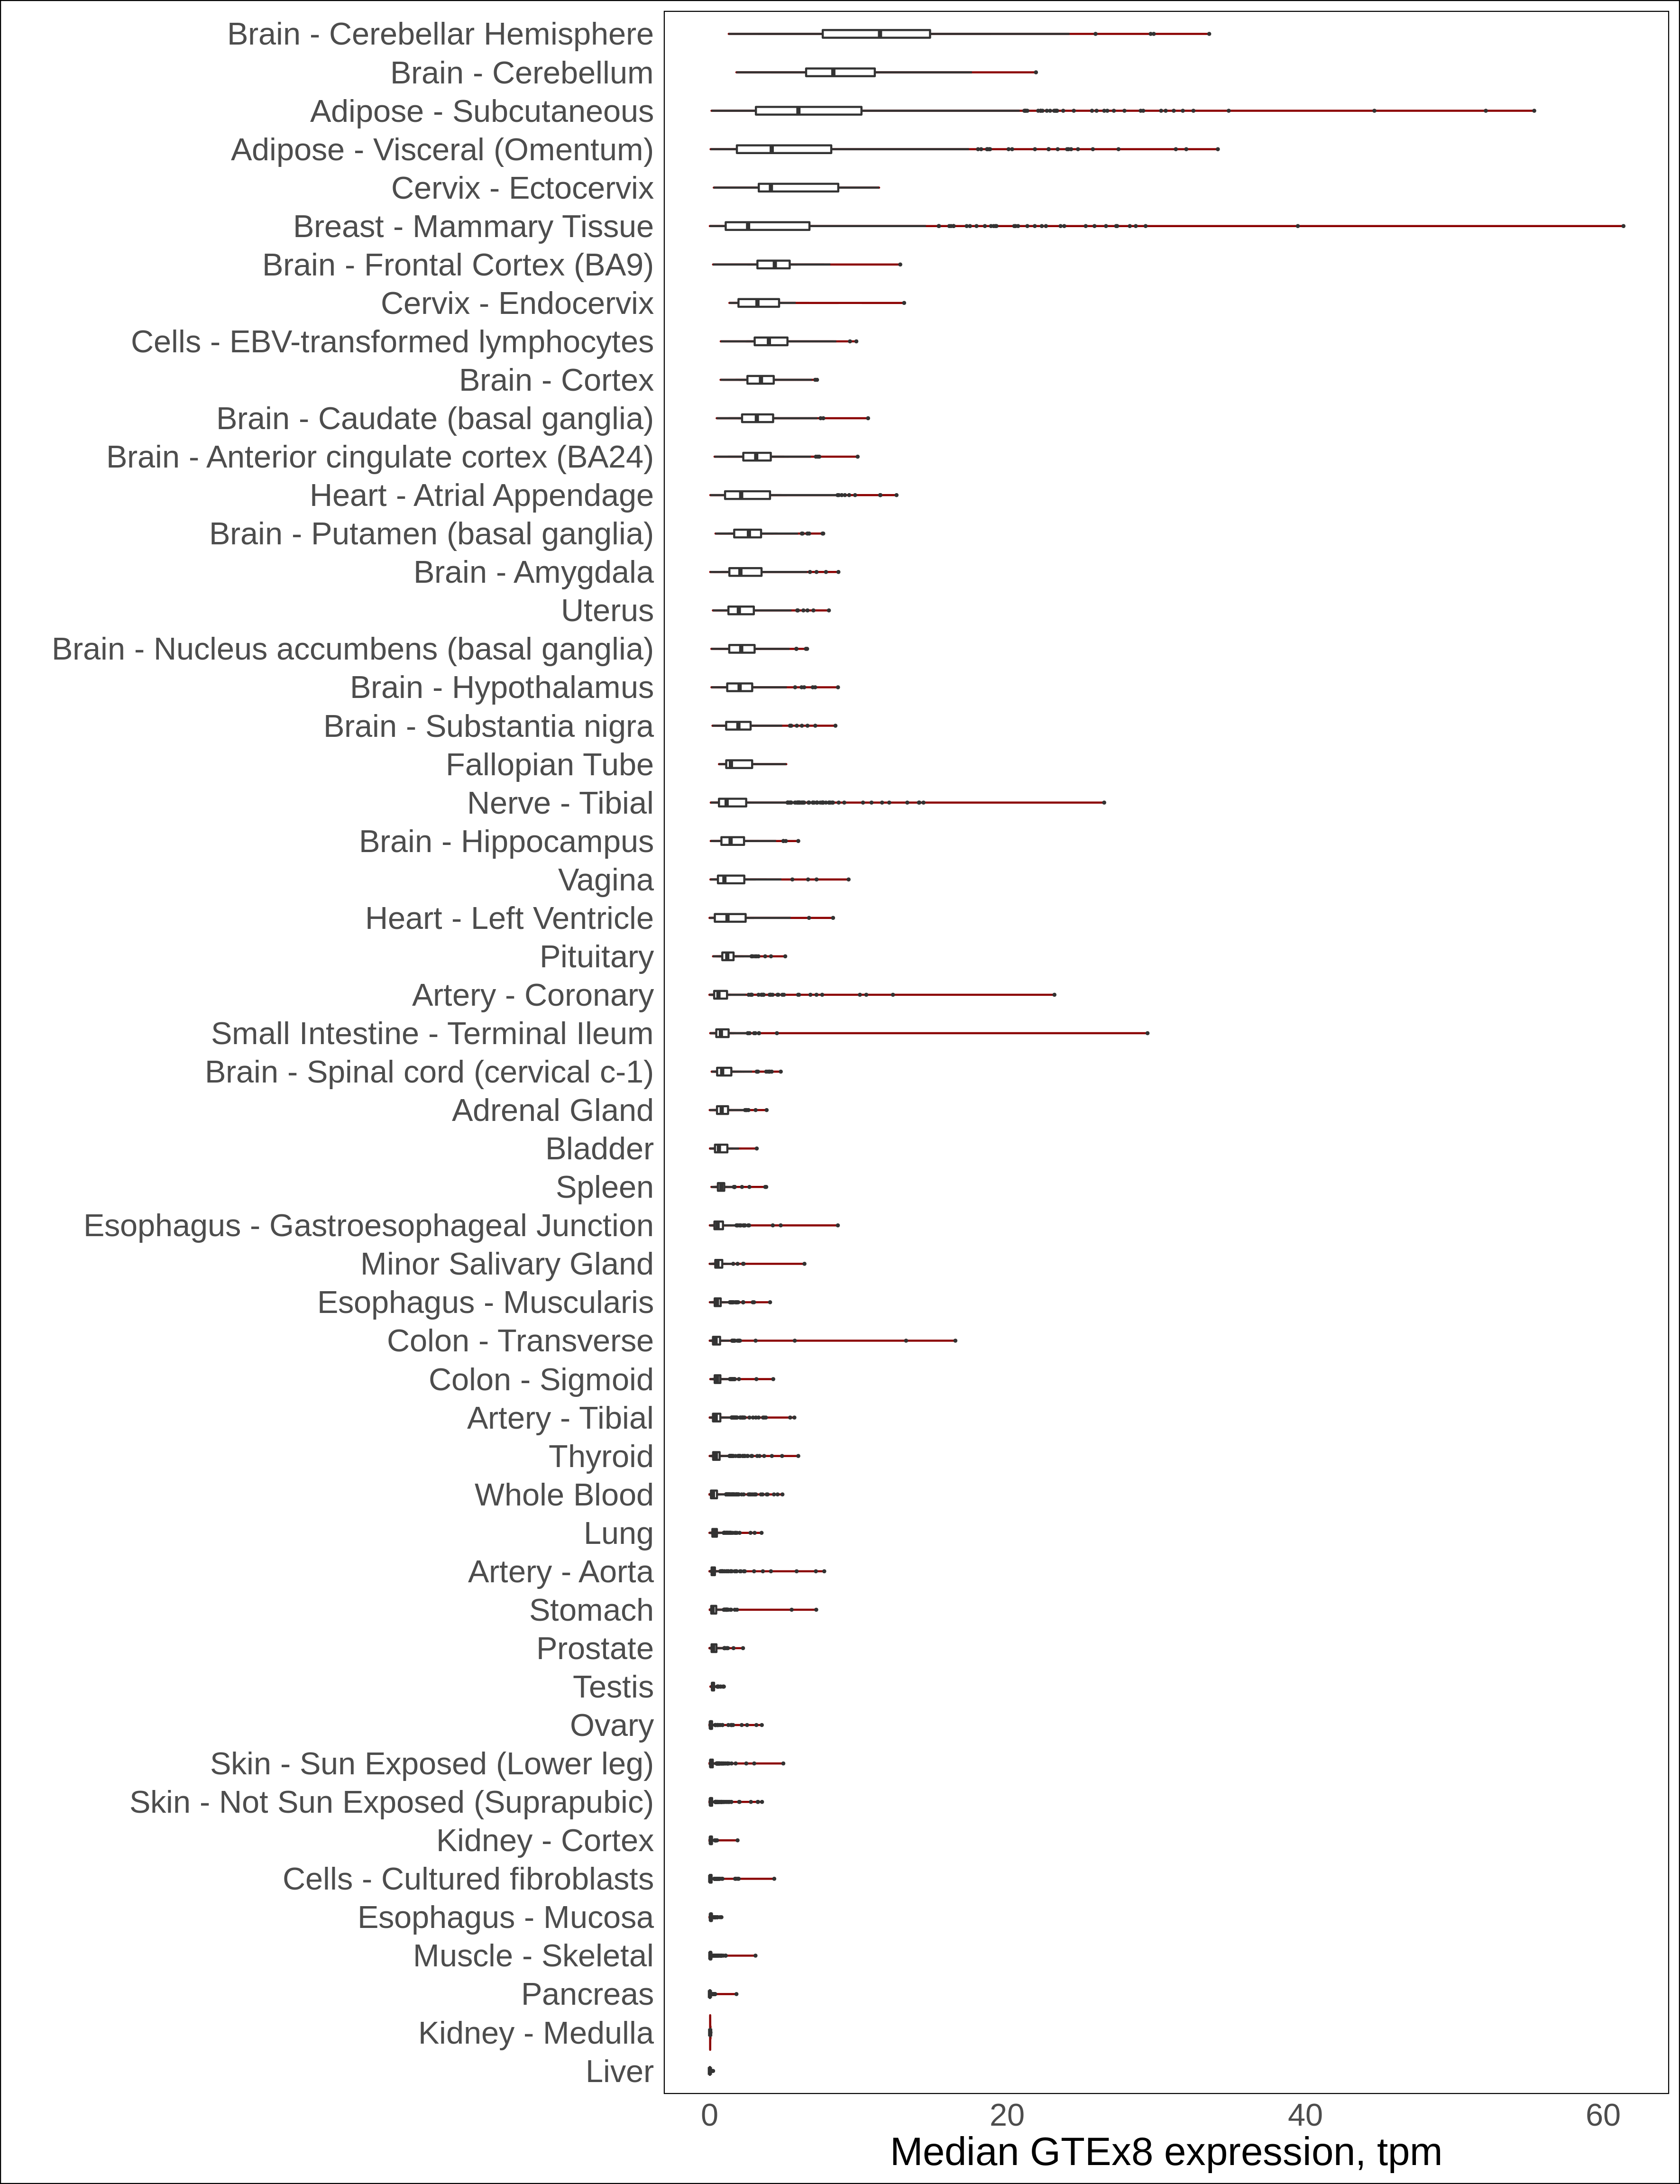 Brain - Cerebellar Hemisphere
Brain - Cerebellum
Adipose - Subcutaneous
Adipose - Visceral (Omentum)
Cervix - Ectocervix
Breast - Mammary Tissue
Brain - Frontal Cortex (BA9)
Cervix - Endocervix
Cells - EBV-transformed lymphocytes
Brain - Cortex
Brain - Caudate (basal ganglia)
Brain - Anterior cingulate cortex (BA24)
Heart - Atrial Appendage
Brain - Putamen (basal ganglia)
Brain - Amygdala
Uterus
Brain - Nucleus accumbens (basal ganglia)
Brain - Hypothalamus
Brain - Substantia nigra
Fallopian Tube
Nerve - Tibial
Brain - Hippocampus
Vagina
Heart - Left Ventricle
Pituitary
Artery - Coronary
Small Intestine - Terminal Ileum
Brain - Spinal cord (cervical c-1)
Adrenal Gland
Bladder
Spleen
Esophagus - Gastroesophageal Junction
Minor Salivary Gland
Esophagus - Muscularis
Colon - Transverse
Colon - Sigmoid
Artery - Tibial
Thyroid
Whole Blood
Lung
Artery - Aorta
Stomach
Prostate
Testis
Ovary
Skin - Sun Exposed (Lower leg)
Skin - Not Sun Exposed (Suprapubic)
Kidney - Cortex
Cells - Cultured fibroblasts
Esophagus - Mucosa
Muscle - Skeletal
Pancreas
Kidney - Medulla
Liver
0 20 40 60
Median GTEx8 expression, tpm